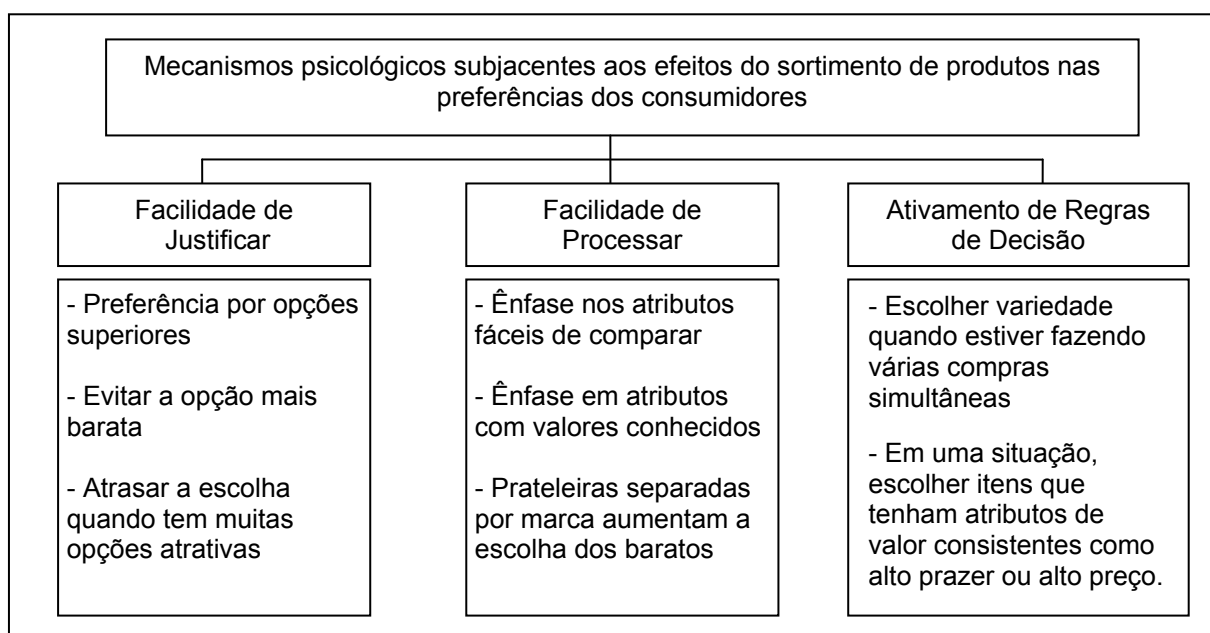 Mecanismos psicológicos subjacentes aos efeitos do sortimento de produtos nas
preferências dos consumidores
Facilidade de
Justificar
- Preferência por opções
superiores
- Evitar a opção mais
barata
- Atrasar a escolha
quando tem muitas
opções atrativas
Facilidade de
Processar
- Ênfase nos atributos
fáceis de comparar
- Ênfase em atributos
com valores conhecidos
- Prateleiras separadas
por marca aumentam a
escolha dos baratos
Ativamento de Regras
de Decisão
- Escolher variedade
quando estiver fazendo
várias compras
simultâneas
- Em uma situação,
escolher itens que
tenham atributos de
valor consistentes como
alto prazer ou alto preço.